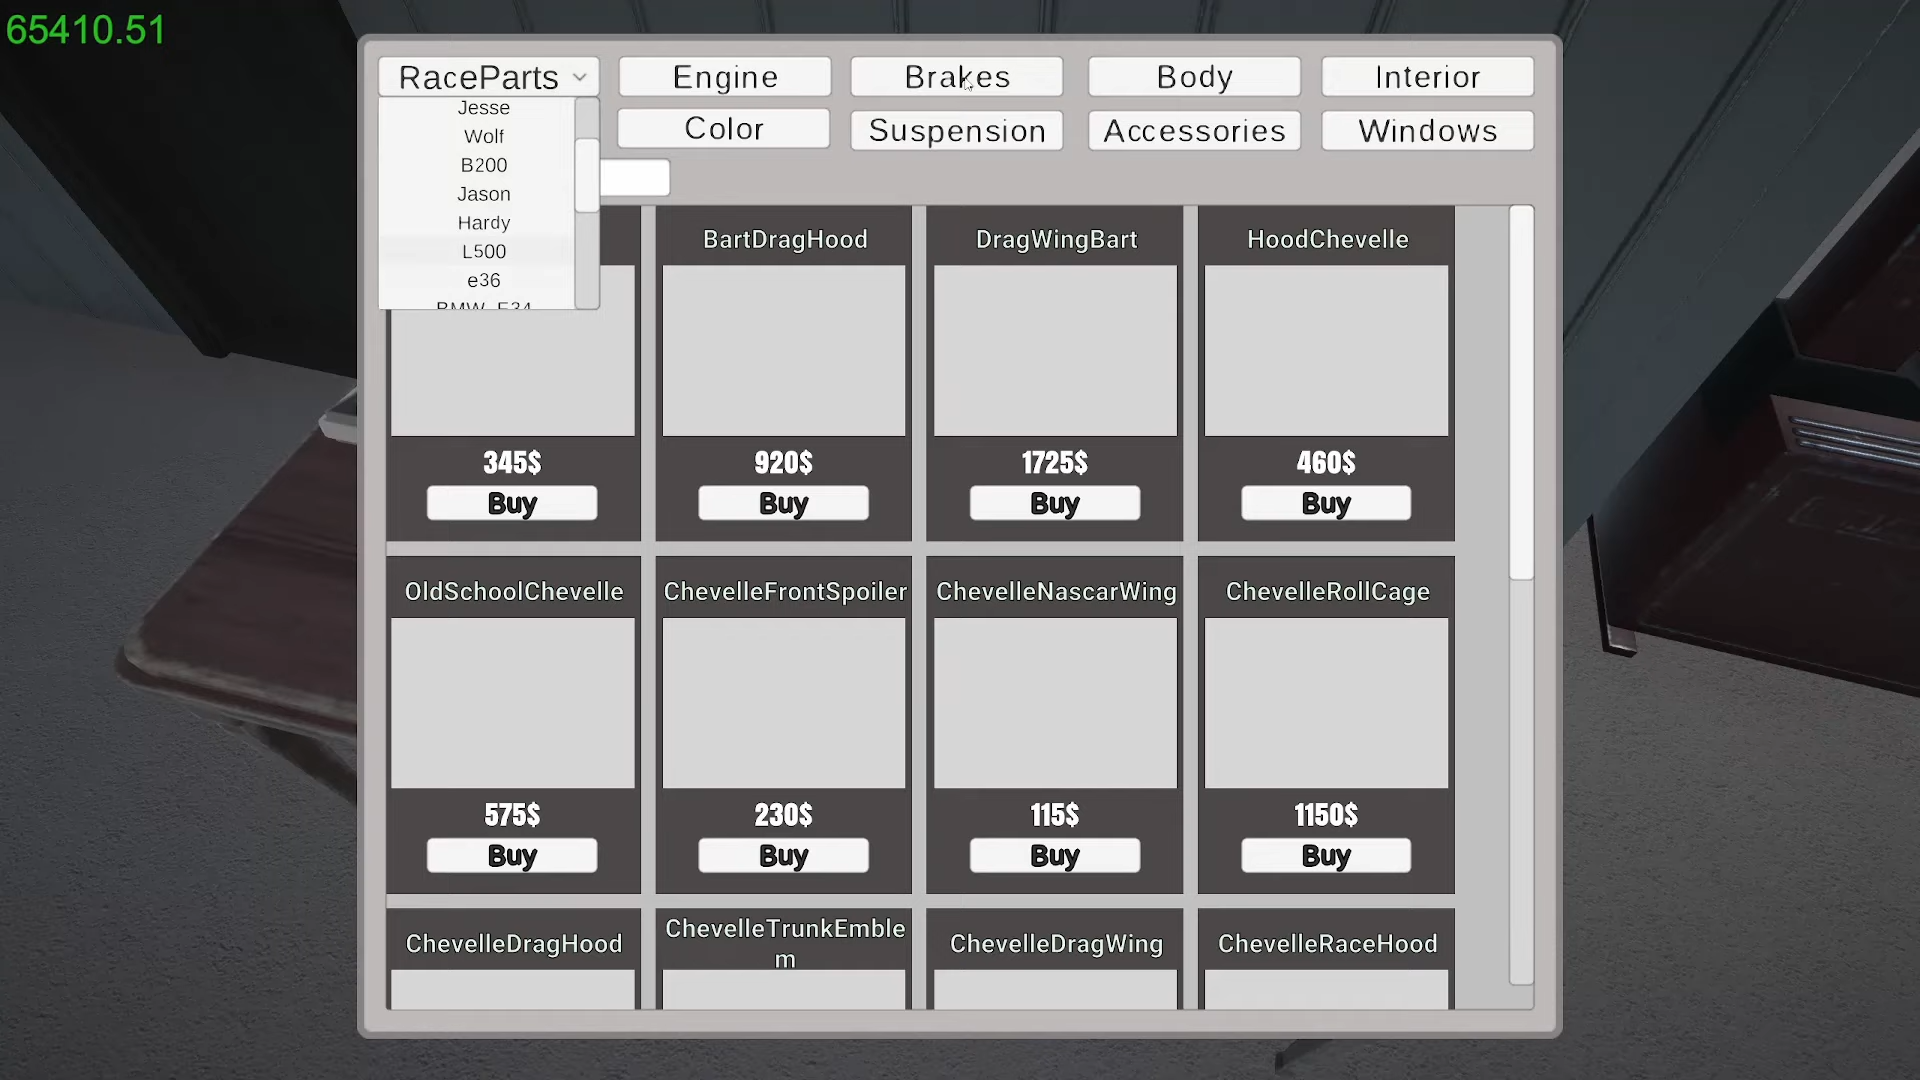 65410.51
RaceParts
Engine
Brakes
Body
Interior
Jesse
Wolf
B200
Jason
Hardy
L500
e36
BMW_E34
Color
Suspension
Accessories
Windows
BartDragHood
DragWingBart
HoodChevelle
345$
920$
1725$
460$
Buy
Buy
Buy
Buy
OldSchoolChevelle
ChevelleFrontSpoiler
ChevelleNascarWing
ChevelleRollCage
575$
230$
115$
1150$
Buy
Buy
Buy
Buy
ChevelleDragHood
ChevelleTrunkEmble
m
ChevelleDragWing
ChevelleRaceHood